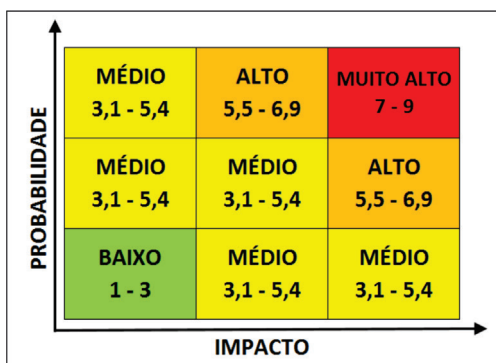 PROBABILIDADE
MÉDIO
3,1 - 5,4
ALTO
5,5 - 6,9
MUITO ALTO
7 - 9
MÉDIO
3,1 - 5,4
MÉDIO
3,1 - 5,4
ALTO
5,5 - 6,9
BAIXO
1 - 3
MÉDIO
3,1 - 5,4
MÉDIO
3,1 - 5,4
IMPACTO